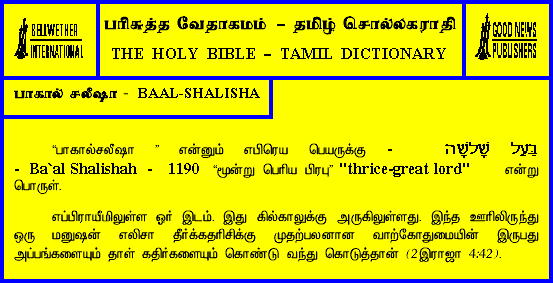 BELLWETHER
INTERNATIONAL
பரிசுத்த வேதாகமம் – தமிழ் சொல்லகராதி
THE HOLY BIBLE – TAMIL DICTIONARY
GOOD NEWS
PUBLISHERS
பாகால் சலீஷா - BAAL-SHALISHA
“பாகால்சலீஷா ” என்னும் எபிரெய பெயருக்கு - בַּעַל שָׁלִשָׁה
- Ba`al Shalishah - 1190 “மூன்று பெரிய பிரபு” "thrice-great lord" என்று
பொருள்.
எப்பிராயீமிலுள்ள ஓர் இடம். இது கில்காலுக்கு அருகிலுள்ளது. இந்த ஊரிலிருந்து
ஒரு மனுஷன் எலிசா தீர்க்கதரிசிக்கு முதற்பலனான வாற்கோதுமையின் இருபது
அப்பங்களையும் தாள் கதிர்களையும் கொண்டு வந்து கொடுத்தான் (2இராஜா 4:42).